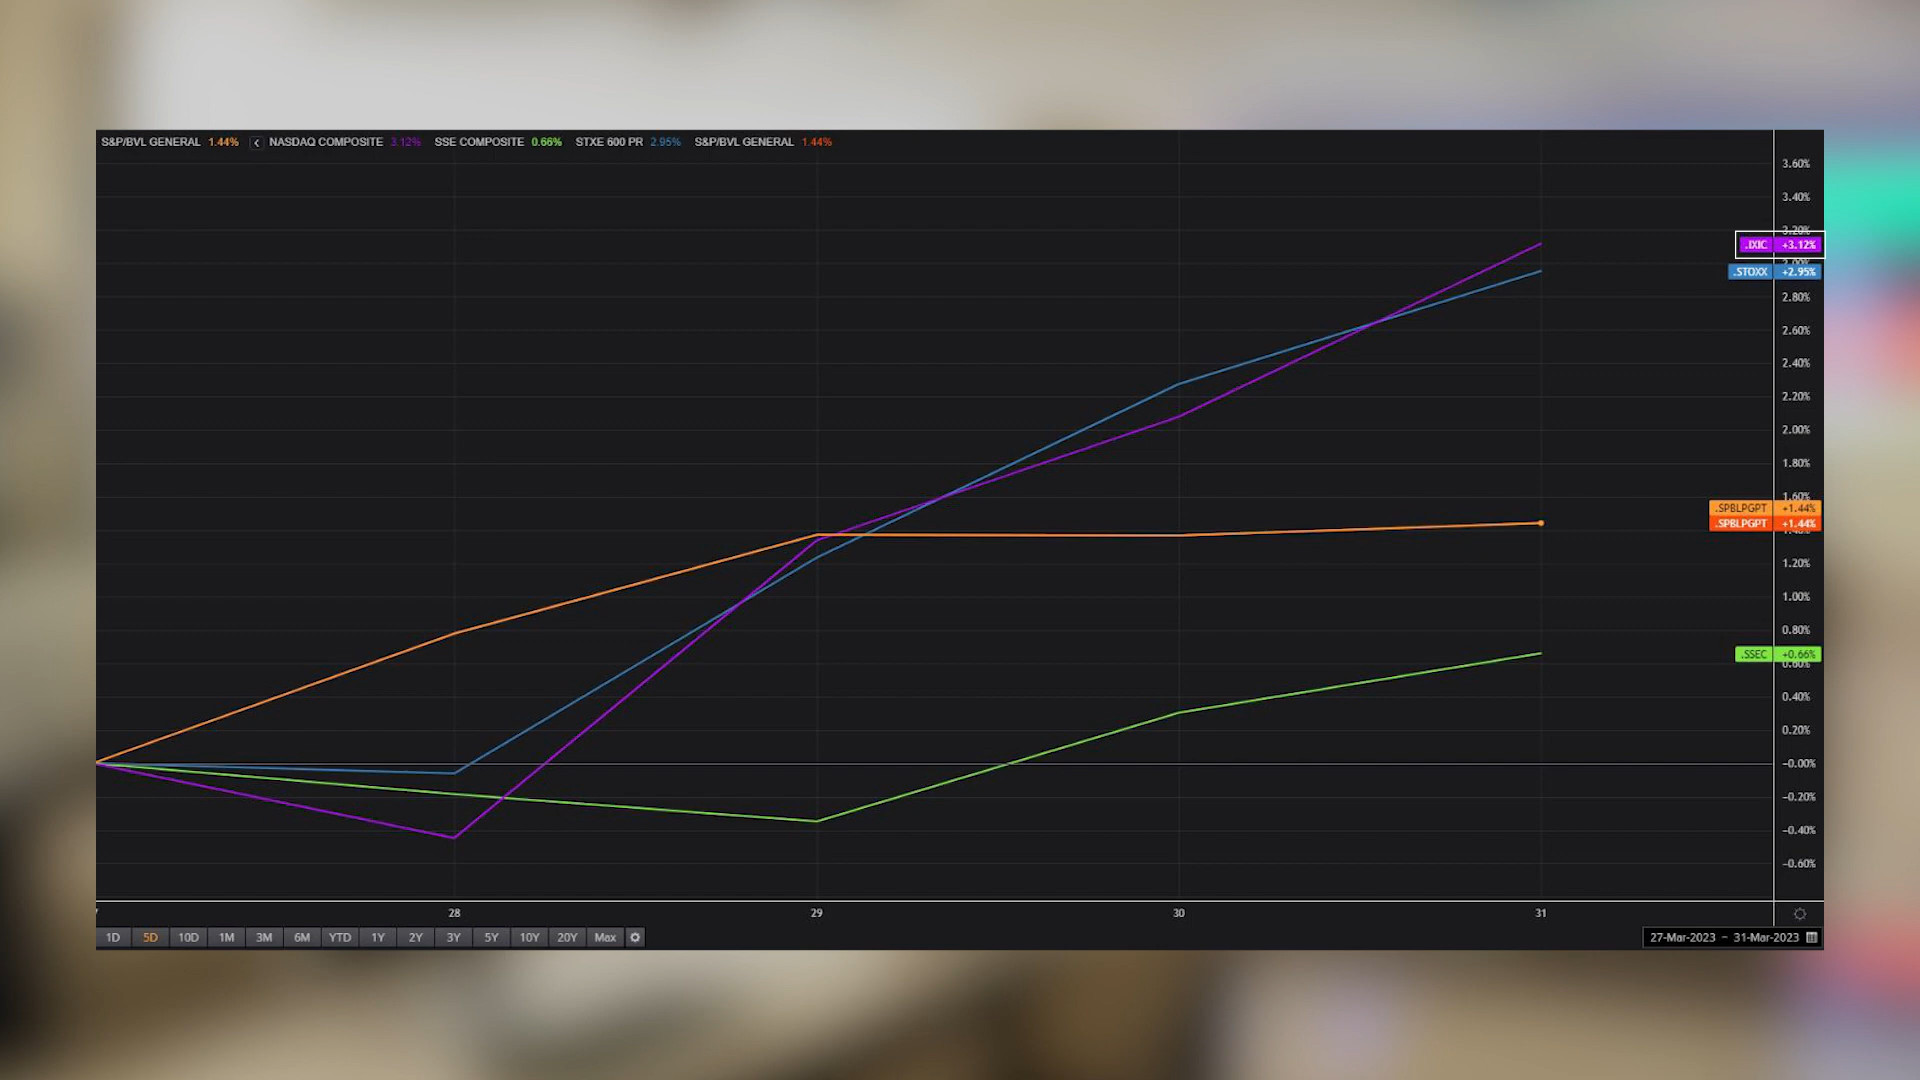 S&P/BVL GENERAL 1.44% NASDAQ COMPOSITE 3.12% SSE COMPOSITE 0.66% STXE 600 PR 2.95% S&P/BVL GENERAL 1.44%
3.60%
3.40%
3.20%
.IXIC +3.12%
.STOXX +2.95%
2.80%
2.60%
2.40%
2.20%
2.00%
1.80%
1.60%
.SPBLPGPT +1.44%
.SPBLPGPT +1.44%
1.20%
1.00%
0.80%
.SSEC +0.66%
0.60%
0.40%
0.20%
-0.00%
-0.20%
-0.40%
-0.60%
28 29 30 31
1D 5D 10D 1M 3M 6M YTD 1Y 2Y 3Y 5Y 10Y 20Y Max
27-Mar-2023 - 31-Mar-2023